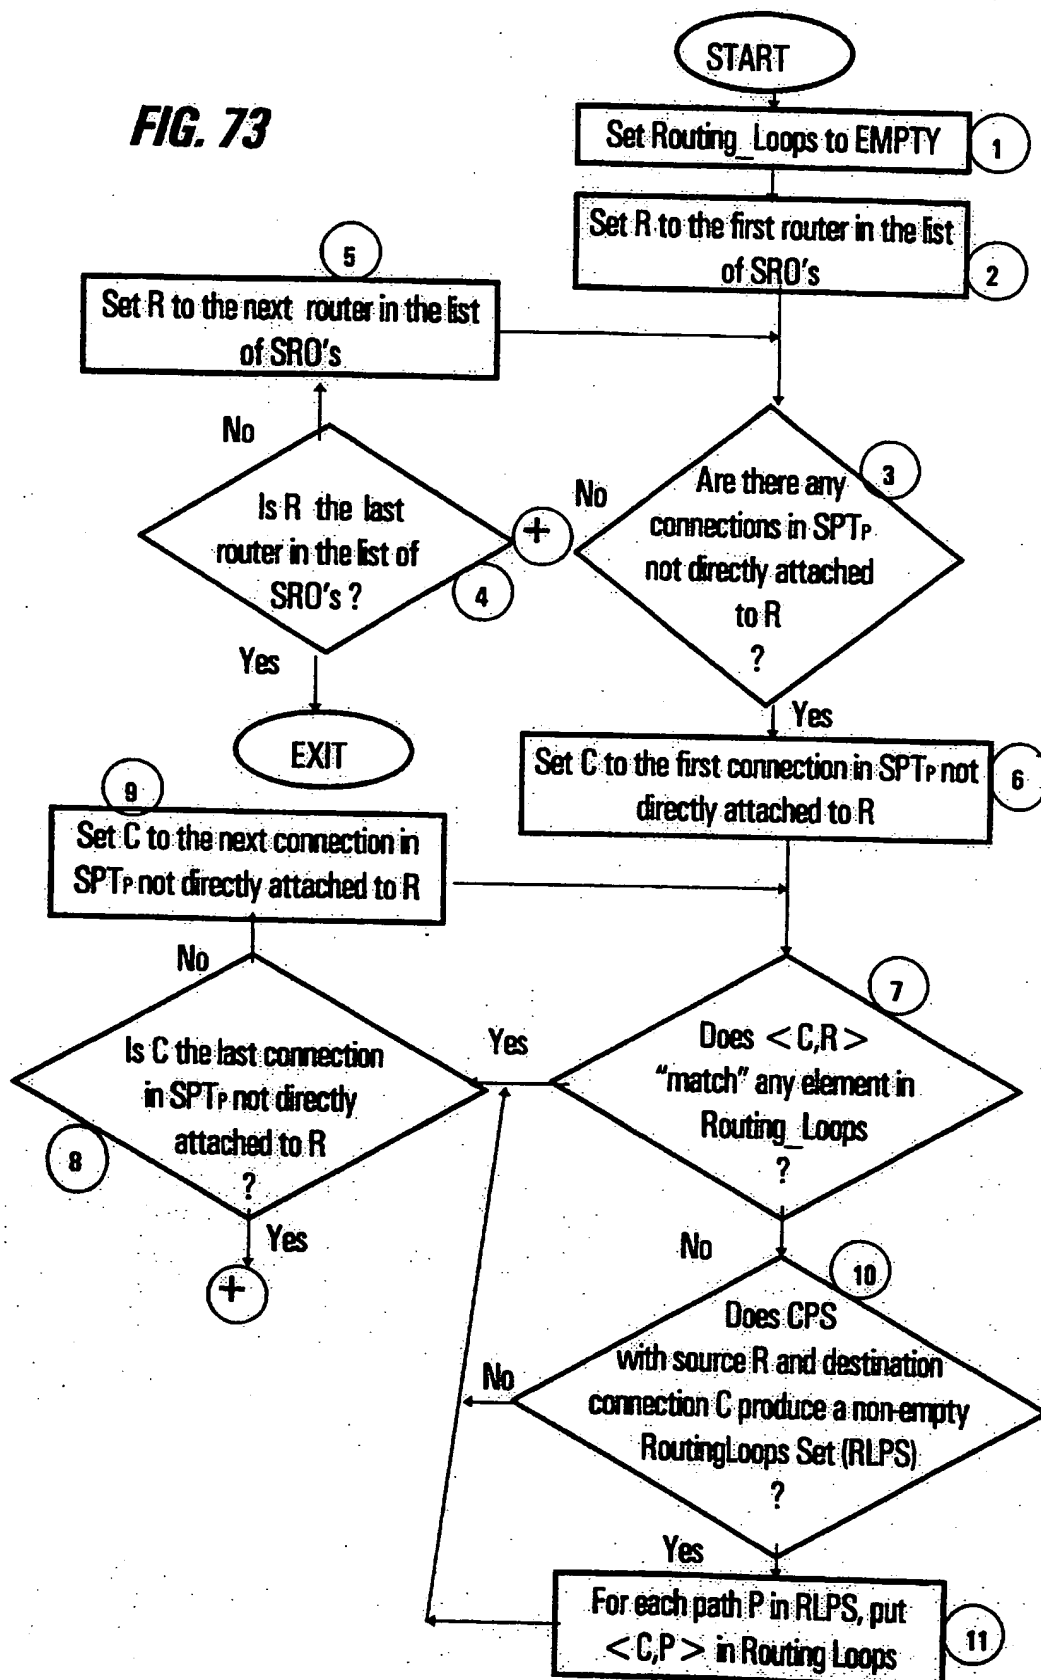 FIG. 73
START
Set Routing_Loops to EMPTY
1
Set R to the first router in the list
of SRO's
2
5
Set R to the next router in the list
of SRO's
No
Is R the last
router in the list of
SRO's ?
4
+
Yes
EXIT
No
3
Are there any
connections in SPTP
not directly attached
to R
?
Yes
Set C to the first connection in SPTP not
directly attached to R
6
9
Set C to the next connection in
SPTP not directly attached to R
No
Is C the last connection
in SPTP not directly
attached to R
?
8
Yes
+
Yes
7
Does <C,R>
"match" any element in
Routing_Loops
?
No
10
Does CPS
with source R and destination
connection C produce a non-empty
RoutingLoops Set (RLPS)
?
No
Yes
For each path P in RLPS, put
<C,P> in Routing Loops
11